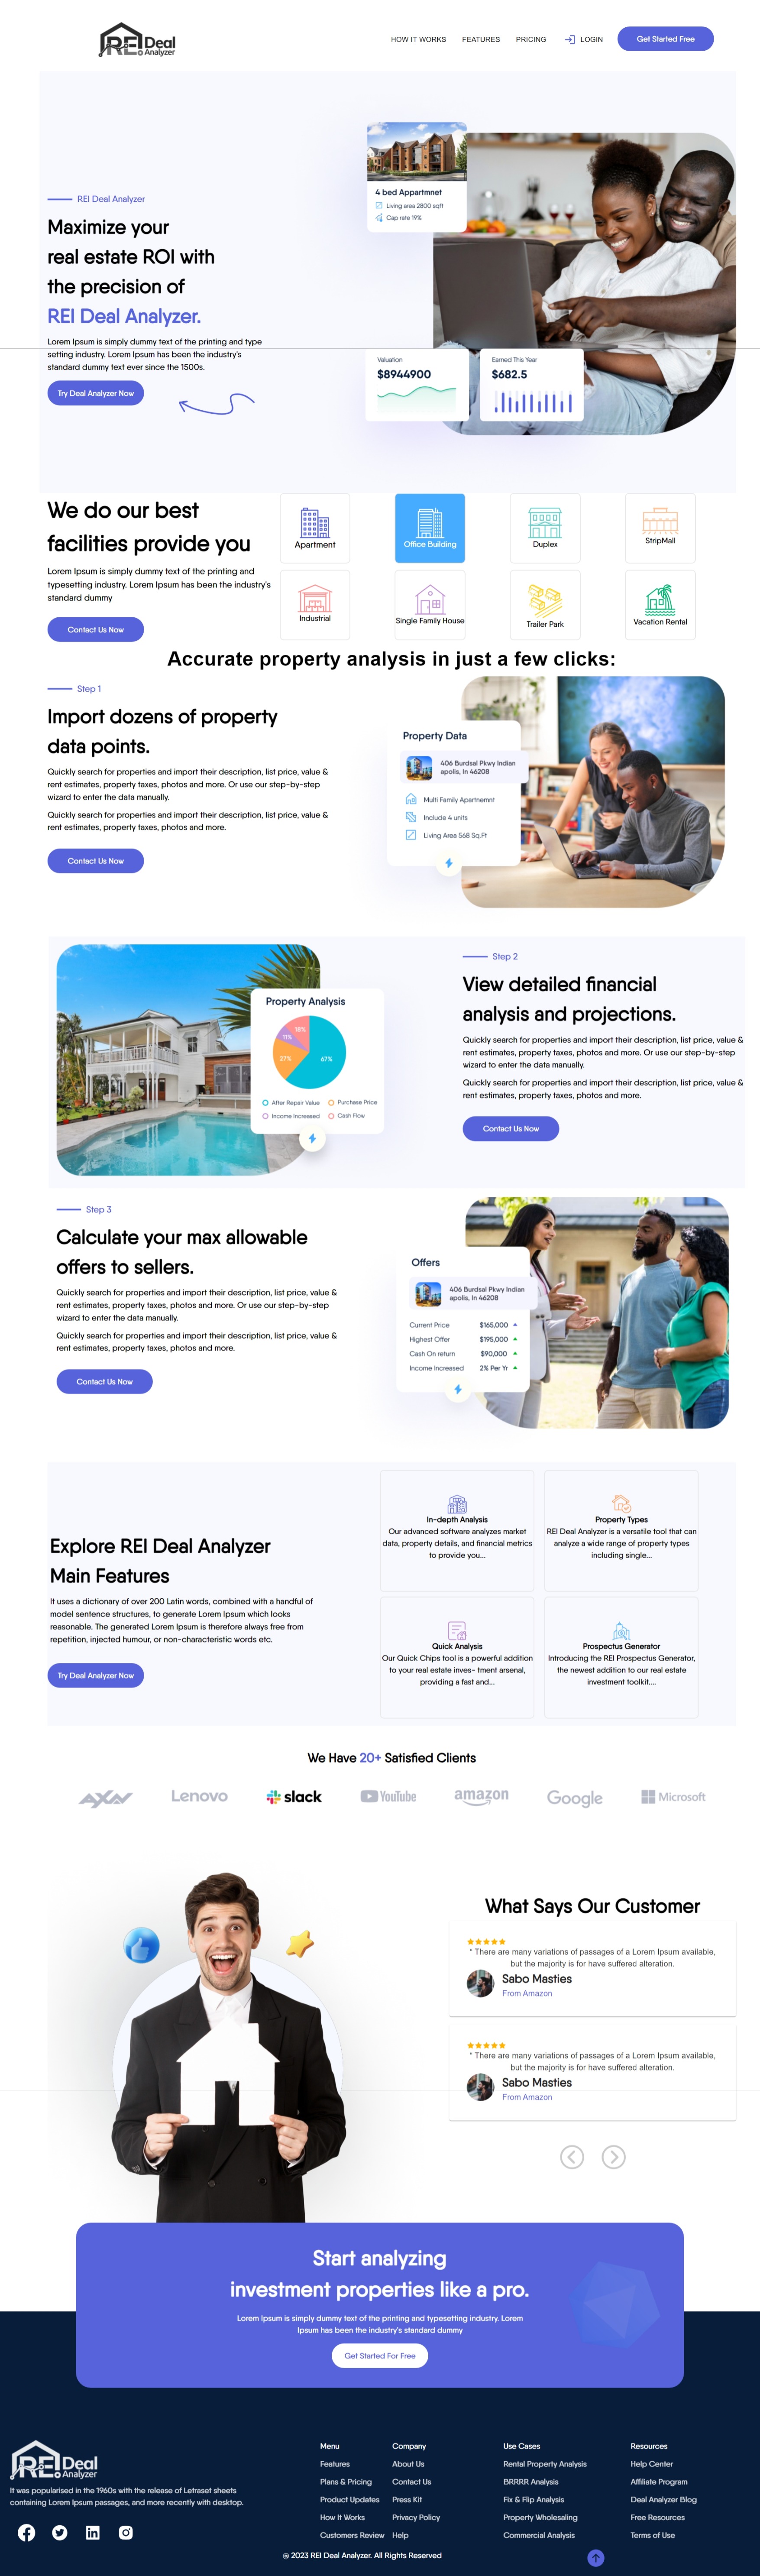 REI Deal
Analyzer
HOW IT WORKS
FEATURES
PRICING
LOGIN
Get Started Free
4 bed Appartmnet
Living area 2800 sqft
Cap rate 19%
REI Deal Analyzer
Maximize your
real estate ROI with
the precision of
REI Deal Analyzer.
Lorem Ipsum is simply dummy text of the printing and type
setting industry. Lorem Ipsum has been the industry's
standard dummy text ever since the 1500s.
Try Deal Analyzer Now
Valuation
$8944900
Earned This Year
$682.5
We do our best
facilities provide you
Lorem Ipsum is simply dummy text of the printing and
typesetting industry. Lorem Ipsum has been the industry's
standard dummy
Contact Us Now
Apartment
Office Building
Duplex
StripMall
Industrial
Single Family House
Trailer Park
Vacation Rental
Accurate property analysis in just a few clicks:
Step 1
Import dozens of property
data points.
Quickly search for properties and import their description, list price, value &
rent estimates, property taxes, photos and more. Or use our step-by-step
wizard to enter the data manually.
Quickly search for properties and import their description, list price, value &
rent estimates, property taxes, photos and more.
Contact Us Now
Property Data
406 Burdsal Pkwy Indian
apolis, In 46208
Multi Family Apartnemnt
Include 4 units
Living Area 568 Sq.Ft
Property Analysis
18%
11%
27%
67%
After Repair Value
Purchase Price
Income Increased
Cash Flow
Step 2
View detailed financial
analysis and projections.
Quickly search for properties and import their description, list price, value &
rent estimates, property taxes, photos and more. Or use our step-by-step
wizard to enter the data manually.
Quickly search for properties and import their description, list price, value &
rent estimates, property taxes, photos and more.
Contact Us Now
Step 3
Calculate your max allowable
offers to sellers.
Quickly search for properties and import their description, list price, value &
rent estimates, property taxes, photos and more. Or use our step-by-step
wizard to enter the data manually.
Quickly search for properties and import their description, list price, value &
rent estimates, property taxes, photos and more.
Contact Us Now
Offers
406 Burdsal Pkwy Indian
apolis, In 46208
Current Price $165,000
Highest Offer $195,000
Cash On return $90,000
Income Increased 2% Per Yr
Explore REI Deal Analyzer
Main Features
It uses a dictionary of over 200 Latin words, combined with a handful of
model sentence structures, to generate Lorem Ipsum which looks
reasonable. The generated Lorem Ipsum is therefore always free from
repetition, injected humour, or non-characteristic words etc.
Try Deal Analyzer Now
In-depth Analysis
Our advanced software analyzes market
data, property details, and financial metrics
to provide you...
Property Types
REI Deal Analyzer is a versatile tool that can
analyze a wide range of property types
including single...
Quick Analysis
Our Quick Chips tool is a powerful addition
to your real estate inves- tment arsenal,
providing a fast and...
Prospectus Generator
Introducing the REI Prospectus Generator,
the newest addition to our real estate
investment toolkit....
We Have 20+ Satisfied Clients
AXN
Lenovo
slack
YouTube
amazon
Google
Microsoft
What Says Our Customer
" There are many variations of passages of a Lorem Ipsum available,
but the majority is for have suffered alteration.
Sabo Masties
From Amazon
" There are many variations of passages of a Lorem Ipsum available,
but the majority is for have suffered alteration.
Sabo Masties
From Amazon
Start analyzing
investment properties like a pro.
Lorem Ipsum is simply dummy text of the printing and typesetting industry. Lorem
Ipsum has been the industry's standard dummy
Get Started For Free
REI Deal
Analyzer
It was popularised in the 1960s with the release of Letraset sheets
containing Lorem Ipsum passages, and more recently with desktop.
Menu
Features
Plans & Pricing
Product Updates
How It Works
Customers Review
Company
About Us
Contact Us
Press Kit
Privacy Policy
Help
Use Cases
Rental Property Analysis
BRRRR Analysis
Fix & Flip Analysis
Property Wholesaling
Commercial Analysis
Resources
Help Center
Affiliate Program
Deal Analyzer Blog
Free Resources
Terms of Use
@ 2023 REI Deal Analyzer. All Rights Reserved